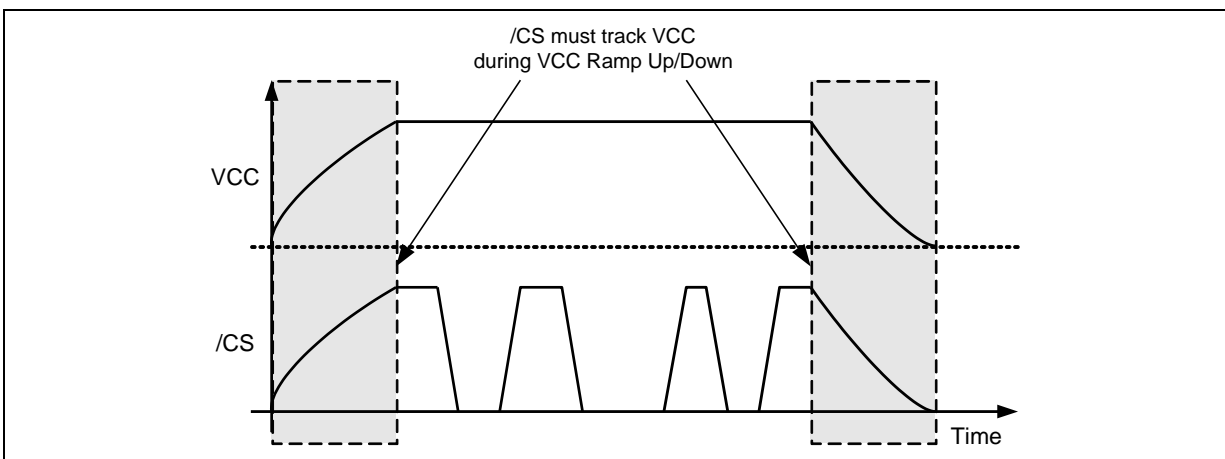 /CS must track VCC
during VCC Ramp Up/Down
VCC
/CS
Time